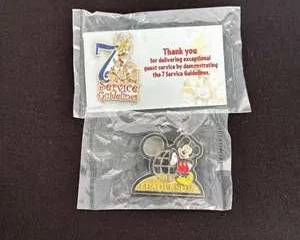 7
Service
Guidelines
Thank you
for delivering exceptional
guest service by demonstrating
the 7 Service Guidelines.